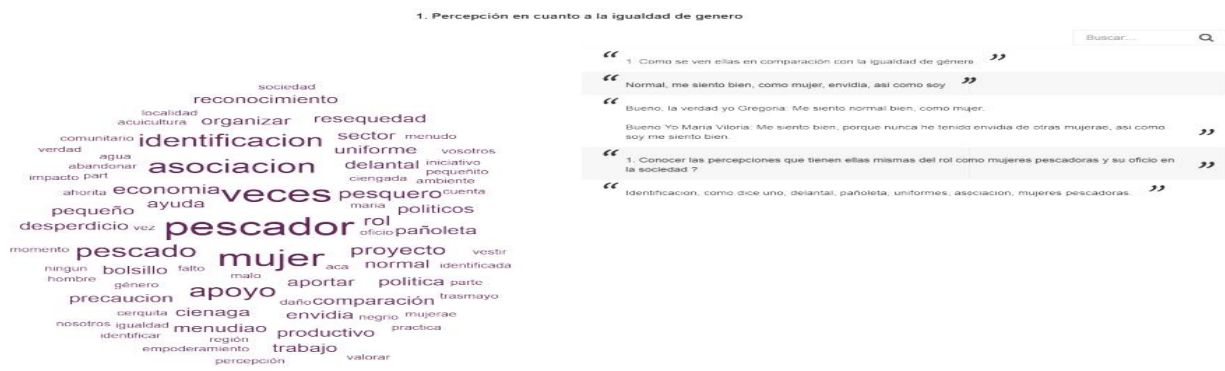 1. Percepción en cuanto a la igualdad de genero
Buscar...
sociedad
reconocimiento
localidad
acuicultura organizar resequedad
comunitario identificacion sector menudo
verdad uniforme vosotros
agua
abandonar asociacion delantal iniciativo
pequeñito
impacto part ciengada ambiente
ahorita economia veces pesquero cuenta
maria
pequeño ayuda politicos
desperdicio vez pescador rol
oficio pañoleta
momento pescado mujer proyecto vestir
ningun bolsillo falto aca normal identificada
hombre malo
género apoyo aportar politica parte
precaucion daño comparación trasmayo
cerquita cienaga envidia negrio mujerae
nosotros igualdad menudiao productivo practica
identificar región
empoderamiento trabajo
percepción valorar
“ 1. Como se ven ellas en comparación con la igualdad de género ”
“ Normal, me siento bien, como mujer, envidia, asi como soy ”
“ Bueno, la verdad yo Gregoria: Me siento normal bien, como mujer.
Bueno Yo Maria Vitoria: Me siento bien, porque nunca he tenido envidia de otras mujerae, asi como
soy me siento bien. ”
“ 1. Conocer las percepciones que tienen ellas mismas del rol como mujeres pescadoras y su oficio en
la sociedad ? ”
“ Identificacion, como dice uno, delantal, pañoleta, uniformes, asociacion, mujeres pescadoras. ”